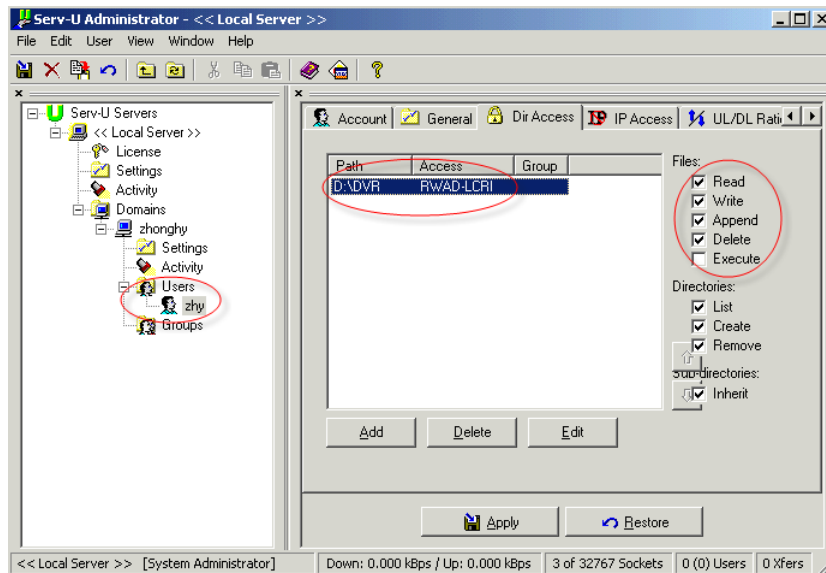 Serv-U Administrator - << Local Server >>
File Edit User View Window Help
Serv-U Servers
<< Local Server >>
License
Settings
Activity
Domains
zhonghy
Settings
Activity
Users
zhy
Groups
Account General Dir Access IP Access UL/DL Rati
Path Access Group
D:\DVR RWAD-LCRI
Files:
Read
Write
Append
Delete
Execute
Directories:
List
Create
Remove
Sub-directories:
Inherit
Add Delete Edit
Apply Restore
<< Local Server >> [System Administrator] Down: 0.000 kBps / Up: 0.000 kBps 3 of 32767 Sockets 0 (0) Users 0 Xfers